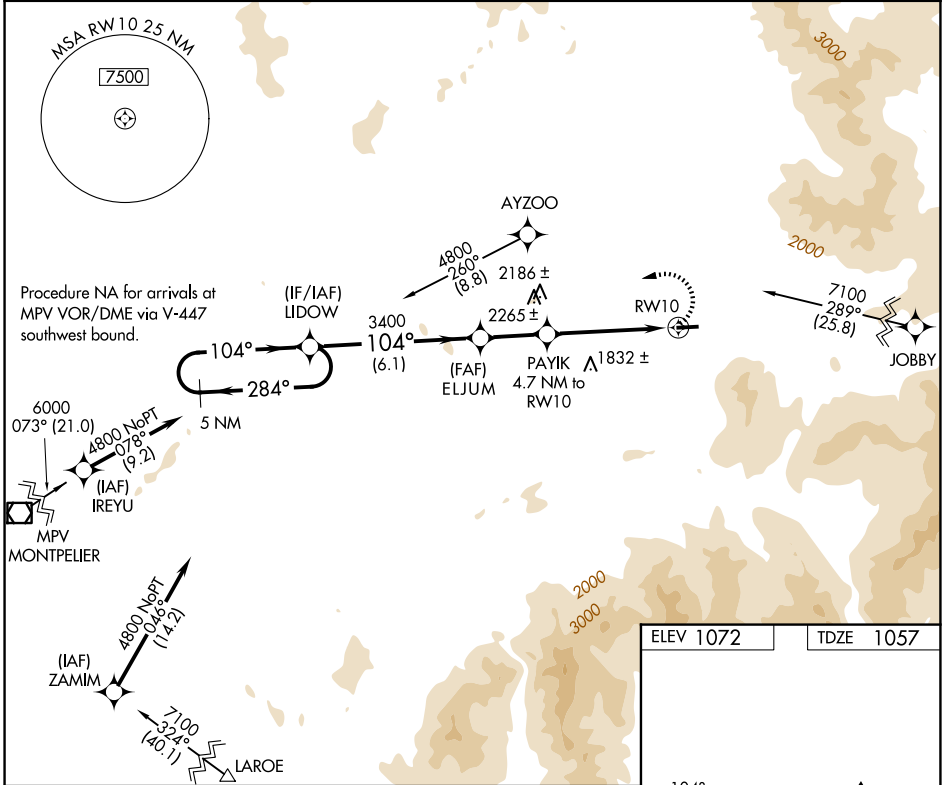 MSA RW10 25 NM
7500
3000
AYZOO
4800
260°
(8.8)
2186 ±
2000
Procedure NA for arrivals at
MPV VOR/DME via V-447
southwest bound.
(IF/IAF)
LIDOW
3400
104°
(6.1)
2265 ±
RW10
7100
289°
(25.8)
JOBBY
104°
284°
5 NM
(FAF)
ELJUM
PAYIK
4.7 NM to
RW10
1832 ±
6000
073° (21.0)
4800 NoPT
078°
(9.2)
(IAF)
IREYU
MPV
MONTPELIER
4800 NoPT
046°
(14.2)
(IAF)
ZAMIM
7100
324°
(40.1)
LAROE
2000
3000
ELEV 1072
TDZE 1057
104°